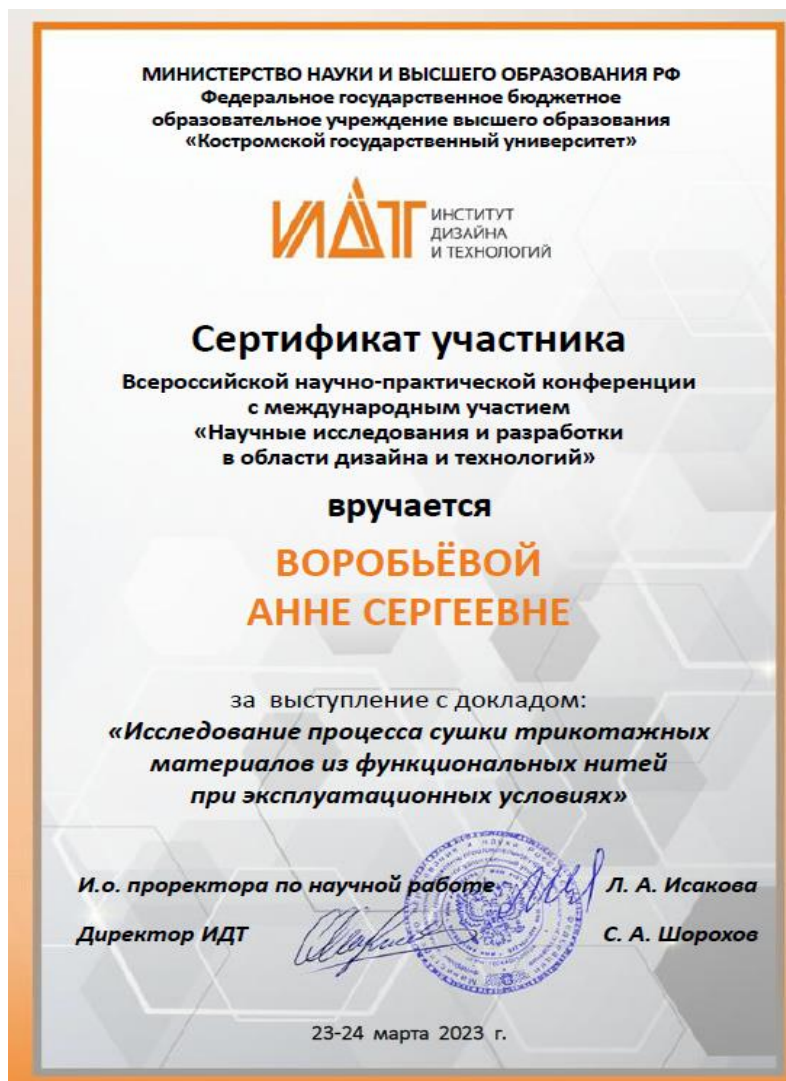 МИНИСТЕРСТВО НАУКИ И ВЫСШЕГО ОБРАЗОВАНИЯ РФ
Федеральное государственное бюджетное
образовательное учреждение высшего образования
«Костромской государственный университет»
ИДТ
ИНСТИТУТ
ДИЗАЙНА
И ТЕХНОЛОГИЙ
Сертификат участника
Всероссийской научно-практической конференции
с международным участием
«Научные исследования и разработки
в области дизайна и технологий»
вручается
ВОРОБЬЁВОЙ
АННЕ СЕРГЕЕВНЕ
за выступление с докладом:
«Исследование процесса сушки трикотажных
материалов из функциональных нитей
при эксплуатационных условиях»
И.о. проректора по научной работе Л. А. Исакова
Директор ИДТ С. А. Шорохов
23-24 марта 2023 г.